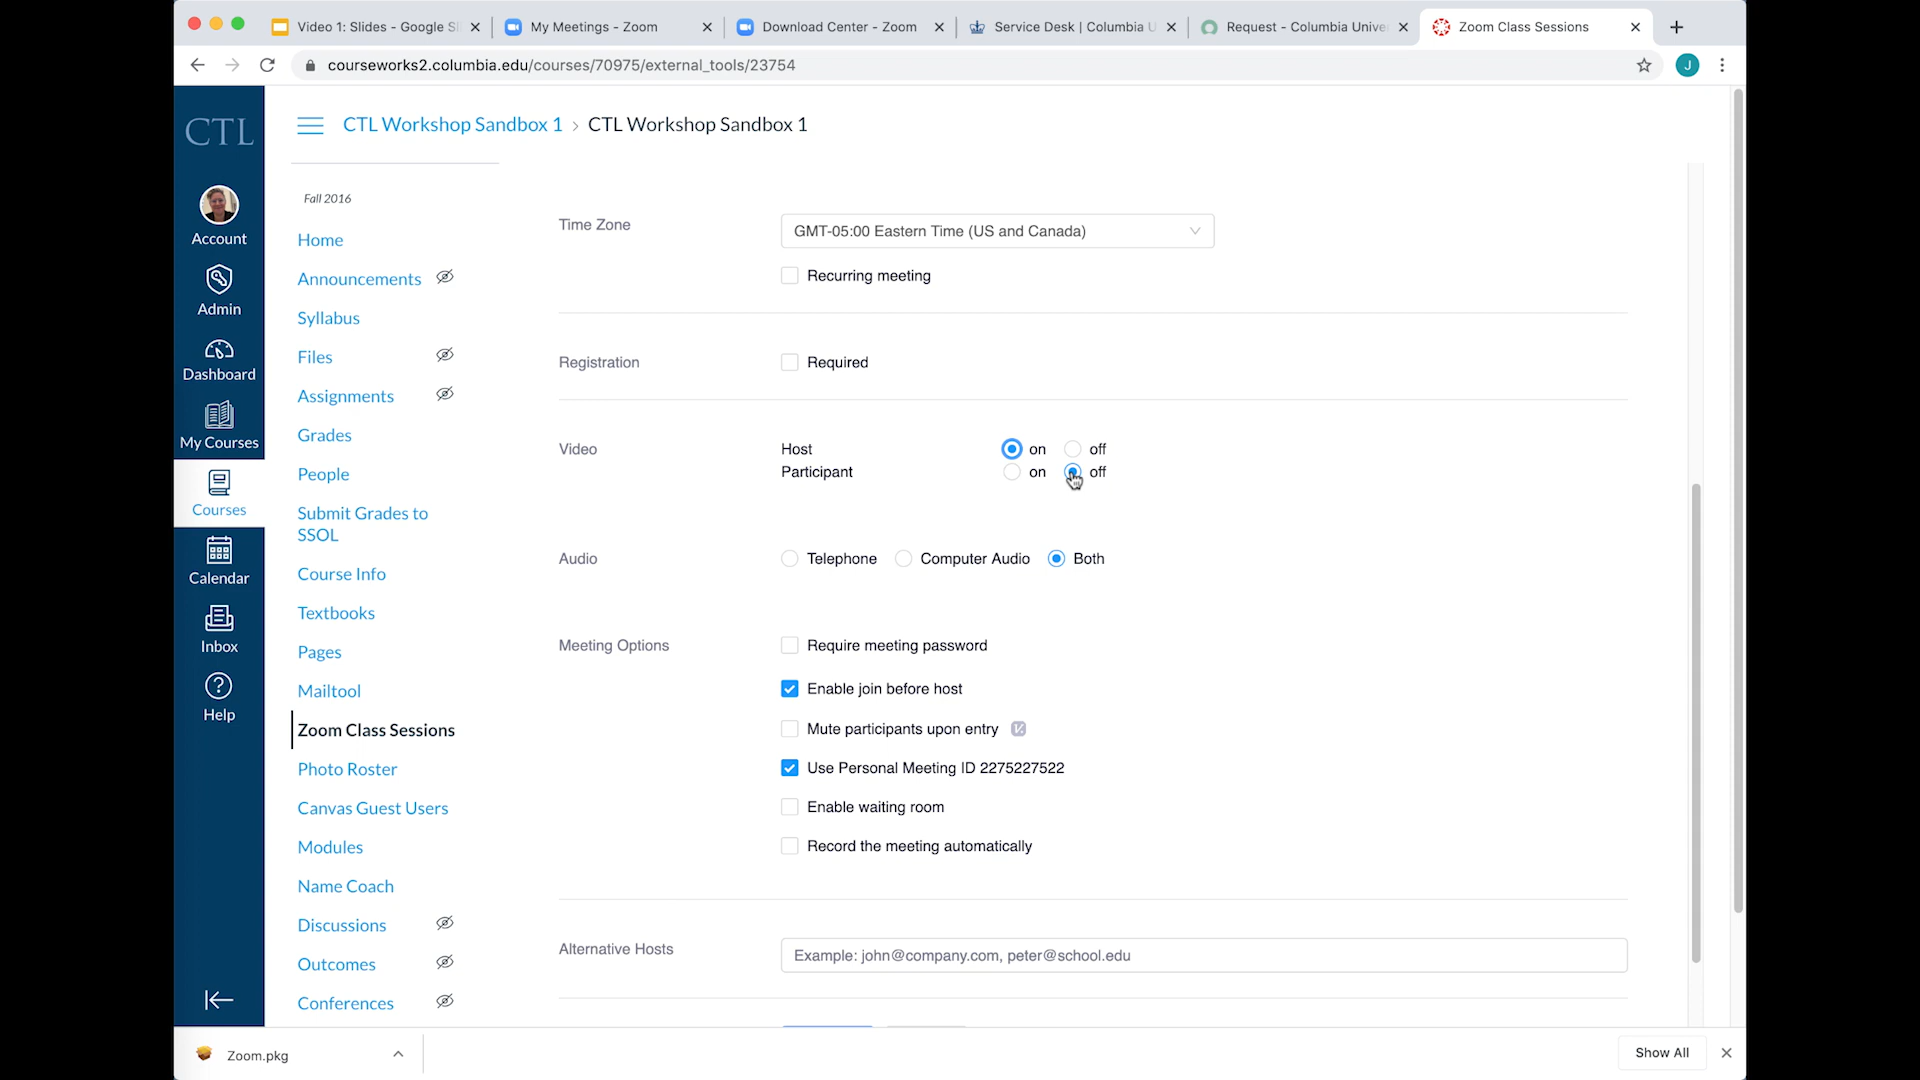 Video 1: Slides - Google Sl
My Meetings - Zoom
Download Center - Zoom
Service Desk | Columbia U
Request - Columbia Unive
Zoom Class Sessions
courseworks2.columbia.edu/courses/70975/external_tools/23754
J
CTL
CTL Workshop Sandbox 1 › CTL Workshop Sandbox 1
Account
Admin
Dashboard
My Courses
Courses
Calendar
Inbox
Help
Fall 2016
Home
Announcements
Syllabus
Files
Assignments
Grades
People
Submit Grades to
SSOL
Course Info
Textbooks
Pages
Mailtool
Zoom Class Sessions
Photo Roster
Canvas Guest Users
Modules
Name Coach
Discussions
Outcomes
Conferences
Time Zone
GMT-05:00 Eastern Time (US and Canada)
Recurring meeting
Registration
Required
Video
Host on off
Participant on off
Audio
Telephone Computer Audio Both
Meeting Options
Require meeting password
Enable join before host
Mute participants upon entry
Use Personal Meeting ID 2275227522
Enable waiting room
Record the meeting automatically
Alternative Hosts
Example: john@company.com, peter@school.edu
Zoom.pkg
Show All